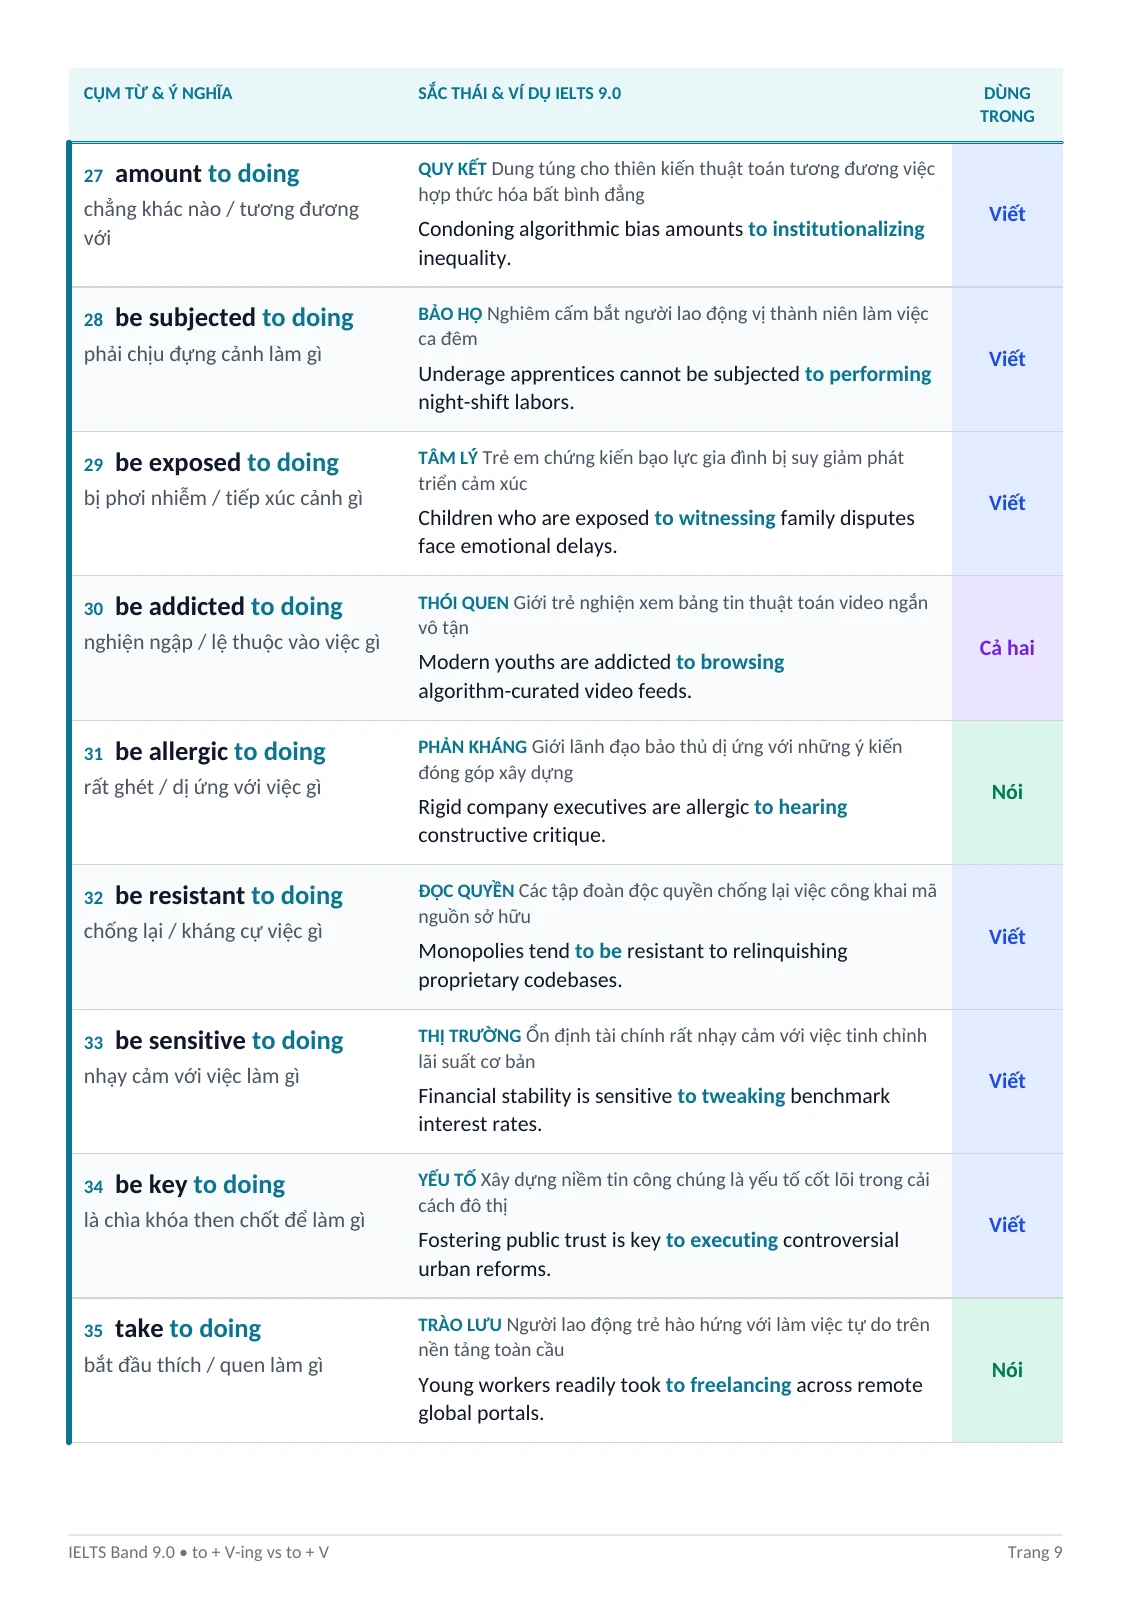 CỤM TỪ & Ý NGHĨA
SẮC THÁI & VÍ DỤ IELTS 9.0
DÙNG
TRONG
27 amount to doing
chẳng khác nào / tương đương
với
QUY KẾT Dung túng cho thiên kiến thuật toán tương đương việc
hợp thức hóa bất bình đẳng
Condoning algorithmic bias amounts to institutionalizing
inequality.
Viết
28 be subjected to doing
phải chịu đựng cảnh làm gì
BẢO HỌ Nghiêm cấm bắt người lao động vị thành niên làm việc
ca đêm
Underage apprentices cannot be subjected to performing
night-shift labors.
Viết
29 be exposed to doing
bị phơi nhiễm / tiếp xúc cảnh gì
TÂM LÝ Trẻ em chứng kiến bạo lực gia đình bị suy giảm phát
triển cảm xúc
Children who are exposed to witnessing family disputes
face emotional delays.
Viết
30 be addicted to doing
nghiện ngập / lệ thuộc vào việc gì
THÓI QUEN Giới trẻ nghiện xem bảng tin thuật toán video ngắn
vô tận
Modern youths are addicted to browsing
algorithm-curated video feeds.
Cả hai
31 be allergic to doing
rất ghét / dị ứng với việc gì
PHẢN KHÁNG Giới lãnh đạo bảo thủ dị ứng với những ý kiến
đóng góp xây dựng
Rigid company executives are allergic to hearing
constructive critique.
Nói
32 be resistant to doing
chống lại / kháng cự việc gì
ĐỌC QUYỀN Các tập đoàn độc quyền chống lại việc công khai mã
nguồn sở hữu
Monopolies tend to be resistant to relinquishing
proprietary codebases.
Viết
33 be sensitive to doing
nhạy cảm với việc làm gì
THỊ TRƯỜNG Ổn định tài chính rất nhạy cảm với việc tinh chỉnh
lãi suất cơ bản
Financial stability is sensitive to tweaking benchmark
interest rates.
Viết
34 be key to doing
là chìa khóa then chốt để làm gì
YẾU TỐ Xây dựng niềm tin công chúng là yếu tố cốt lõi trong cải
cách đô thị
Fostering public trust is key to executing controversial
urban reforms.
Viết
35 take to doing
bắt đầu thích / quen làm gì
TRÀO LƯU Người lao động trẻ hào hứng với làm việc tự do trên
nền tảng toàn cầu
Young workers readily took to freelancing across remote
global portals.
Nói
IELTS Band 9.0 • to + V-ing vs to + V
Trang 9